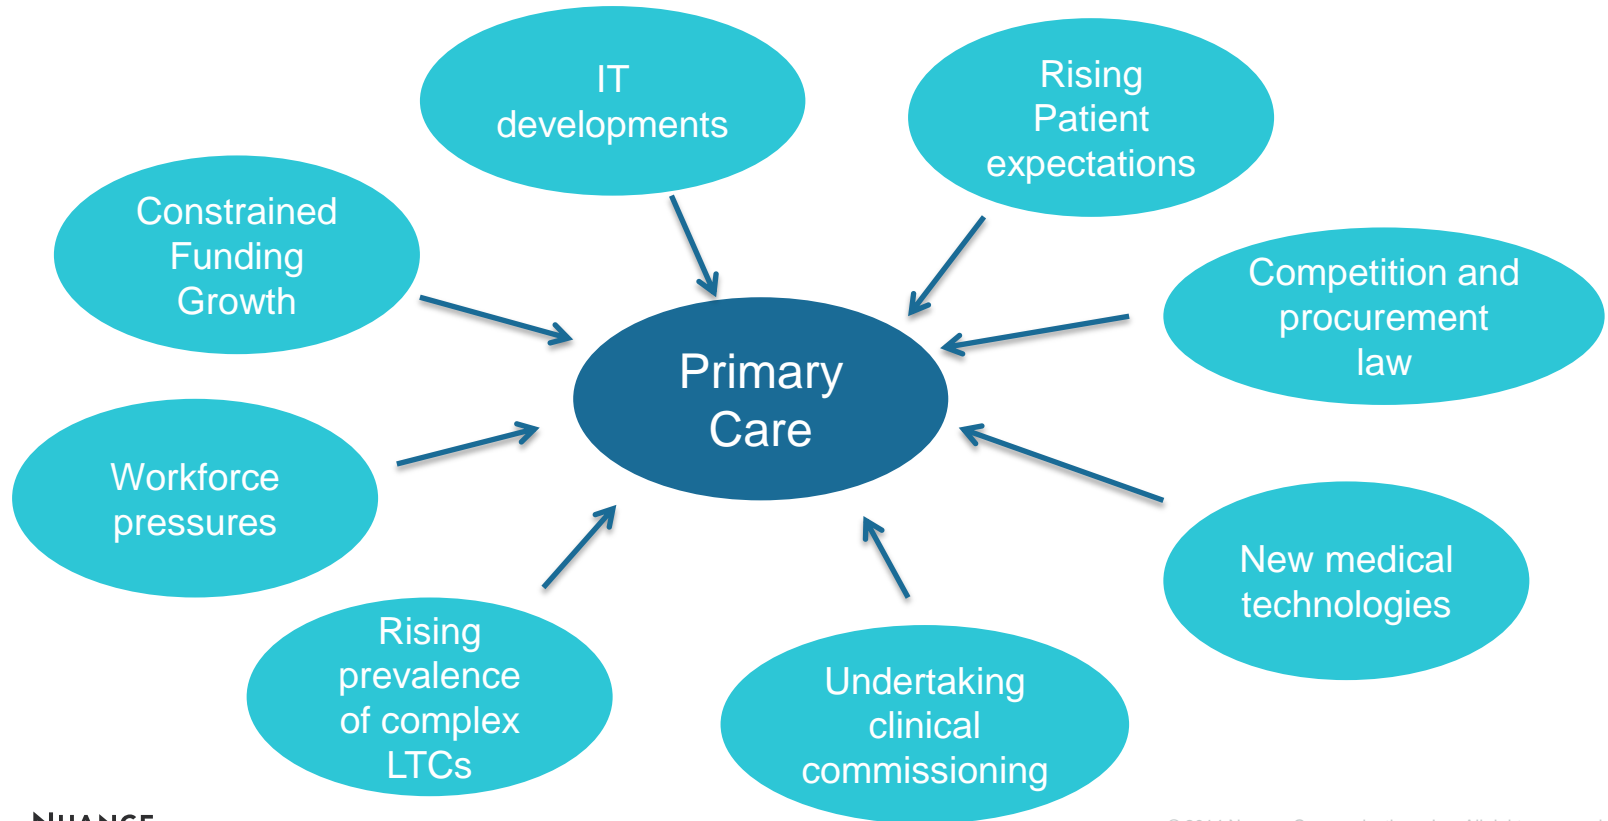 IT
developments
Rising
Patient
expectations
Constrained
Funding
Growth
Competition and
procurement
law
Primary
Care
Workforce
pressures
New medical
technologies
Rising
prevalence
of complex
LTCs
Undertaking
clinical
commissioning
NUANCE